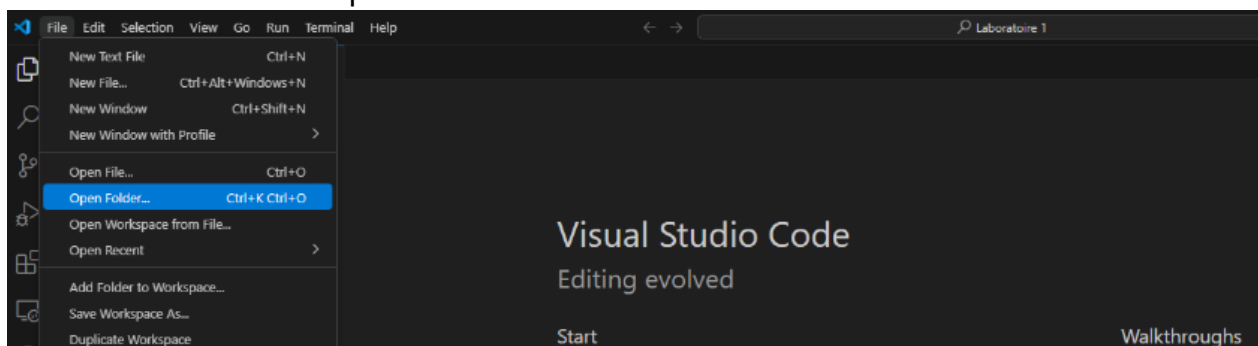 File Edit Selection View Go Run Terminal Help ← → Laboratoire 1
New Text File Ctrl+N
New File... Ctrl+Alt+Windows+N
New Window Ctrl+Shift+N
New Window with Profile >
Open File... Ctrl+O
Open Folder... Ctrl+K Ctrl+O
Open Workspace from File...
Open Recent >
Add Folder to Workspace...
Save Workspace As...
Duplicate Workspace
Visual Studio Code
Editing evolved
Start Walkthroughs